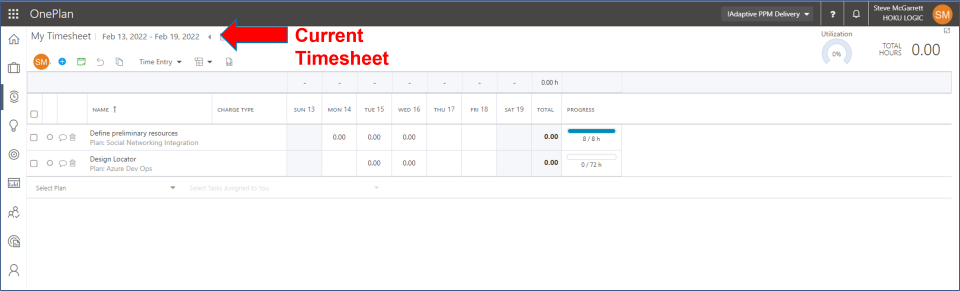 OnePlan
IAdaptive PPM Delivery
?
Steve McGarrett
HOKU LOGIC
SM
My Timesheet | Feb 13, 2022 - Feb 19, 2022
Current
Timesheet
Utilization
0%
TOTAL
HOURS
0.00
SM
Time Entry
- - - - - - - 0.00 h
NAME CHARGE TYPE SUN 13 MON 14 TUE 15 WED 16 THU 17 FRI 18 SAT 19 TOTAL PROGRESS
Define preliminary resources
Plan: Social Networking Integration
0.00 0.00 0.00 0.00
8 / 8 h
Design Locator
Plan: Azure Dev Ops
0.00 0.00 0.00
0 / 72 h
Select Plan Select Tasks Assigned to You